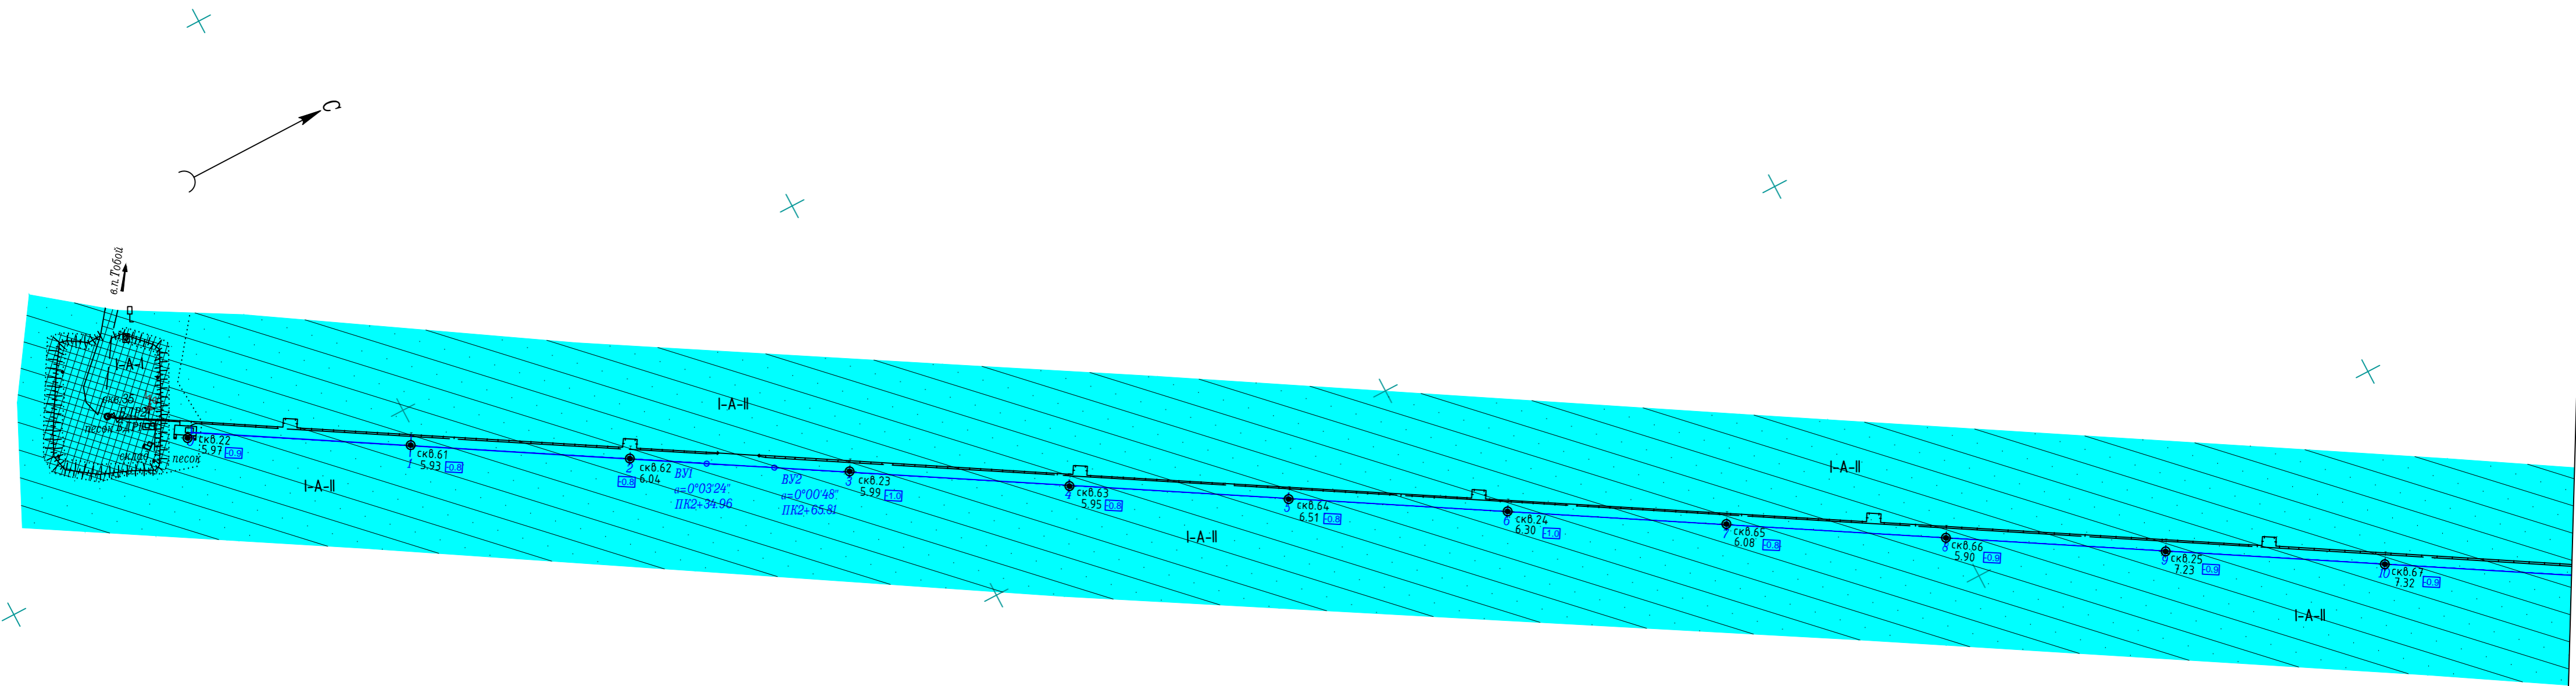 С
в.п.Тобой
I-A-I
скв.35
песок
склад
песок
0
скв.22
5.97 -0.9
I-A-II
1
скв.61
5.93 -0.8
2
скв.62
-0.8 6.04
ВУ1
а=0°03'24"
ПК2+34.96
I-A-II
ВУ2
а=0°00'48"
ПК2+65.81
3
скв.23
5.99 -1.0
4
скв.63
5.95 -0.8
I-A-II
5
скв.64
6.51 -0.8
6
скв.24
6.30 -1.0
7
скв.65
6.08 -0.8
I-A-II
8
скв.66
5.90 -0.9
9
скв.25
7.23 -0.9
I-A-II
10
скв.67
7.32 -0.9